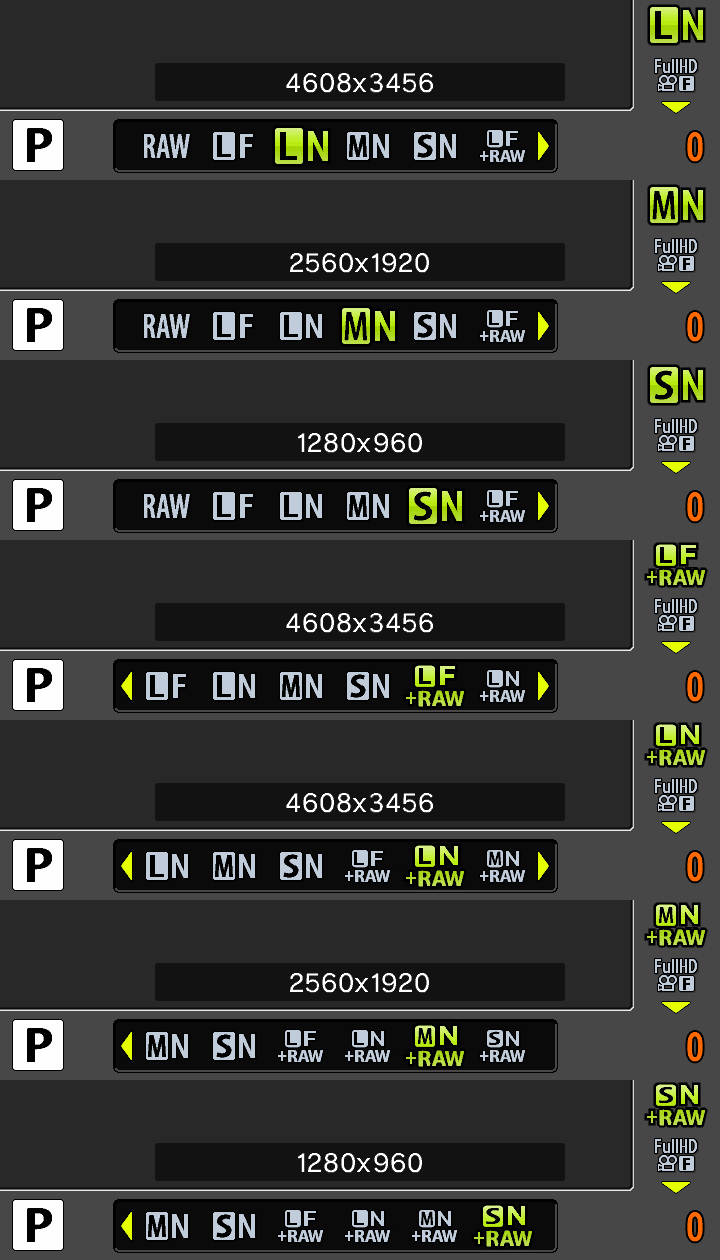 LN
FullHD
F
4608x3456
P RAW LF LN MN SN LF+RAW 0
MN
FullHD
F
2560x1920
P RAW LF LN MN SN LF+RAW 0
SN
FullHD
F
1280x960
P RAW LF LN MN SN LF+RAW 0
LF
+RAW
FullHD
F
4608x3456
P LF LN MN SN LF+RAW LN+RAW 0
LN
+RAW
FullHD
F
4608x3456
P LN MN SN LF+RAW LN+RAW MN+RAW 0
MN
+RAW
FullHD
F
2560x1920
P MN SN LF+RAW LN+RAW MN+RAW SN+RAW 0
SN
+RAW
FullHD
F
1280x960
P MN SN LF+RAW LN+RAW MN+RAW SN+RAW 0